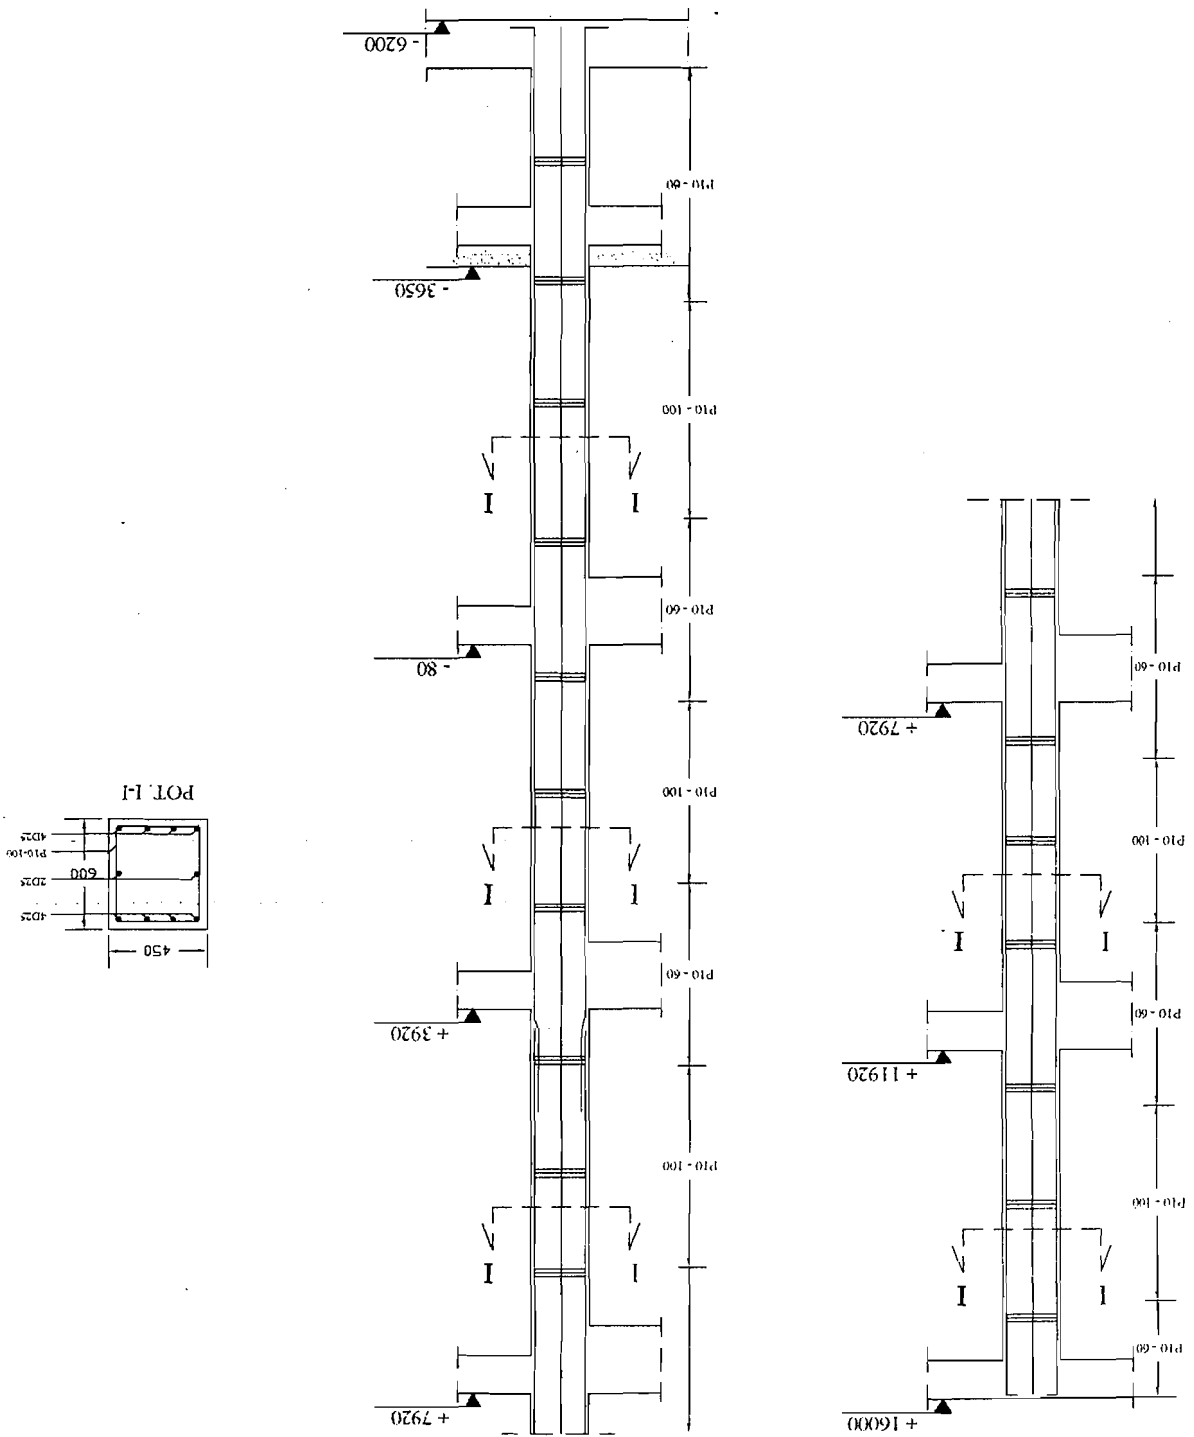 + 16000
P10 - 60
I I
P10 - 100
+ 11920
P10 - 60
I I
P10 - 100
+ 7920
P10 - 60
+ 7920
I I
P10 - 100
+ 3920
P10 - 60
I I
P10 - 100
- 80
P10 - 60
I I
P10 - 100
- 3650
P10 - 60
- 6200
450
4D25
2D25
600
P10-100
4D25
POT. I-I